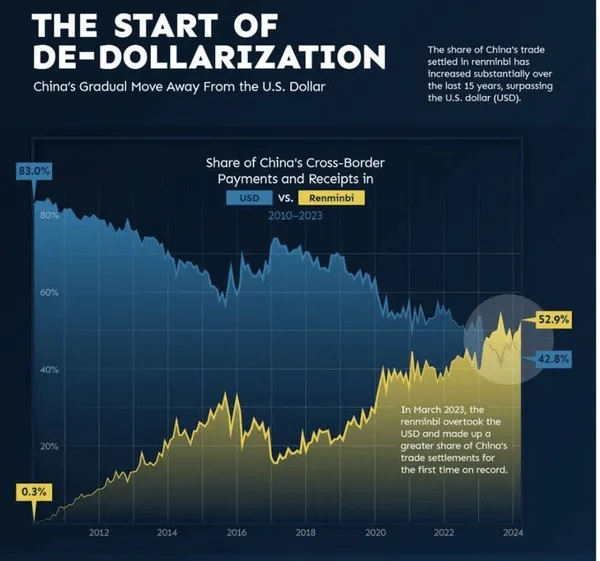 THE START OF
DE-DOLLARIZATION
China's Gradual Move Away From the U.S. Dollar
The share of China's trade
settled in renminbi has
increased substantially over
the last 15 years, surpassing
the U.S. dollar (USD).
Share of China's Cross-Border
Payments and Receipts in
USD vs. Renminbi
2010–2023
83.0%
80%
60%
40%
20%
0.3%
52.9%
42.8%
In March 2023, the
renminbi overtook the
USD and made up a
greater share of China's
trade settlements for
the first time on record.
2012 2014 2016 2018 2020 2022 2024